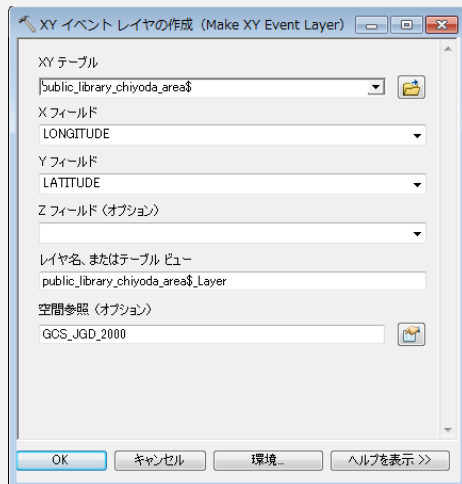 XY イベント レイヤの作成 (Make XY Event Layer)
XY テーブル
public_library_chiyoda_area$
X フィールド
LONGITUDE
Y フィールド
LATITUDE
Z フィールド (オプション)
レイヤ名、またはテーブル ビュー
public_library_chiyoda_area$_Layer
空間参照 (オプション)
GCS_JGD_2000
OK
キャンセル
環境...
ヘルプを表示 >>